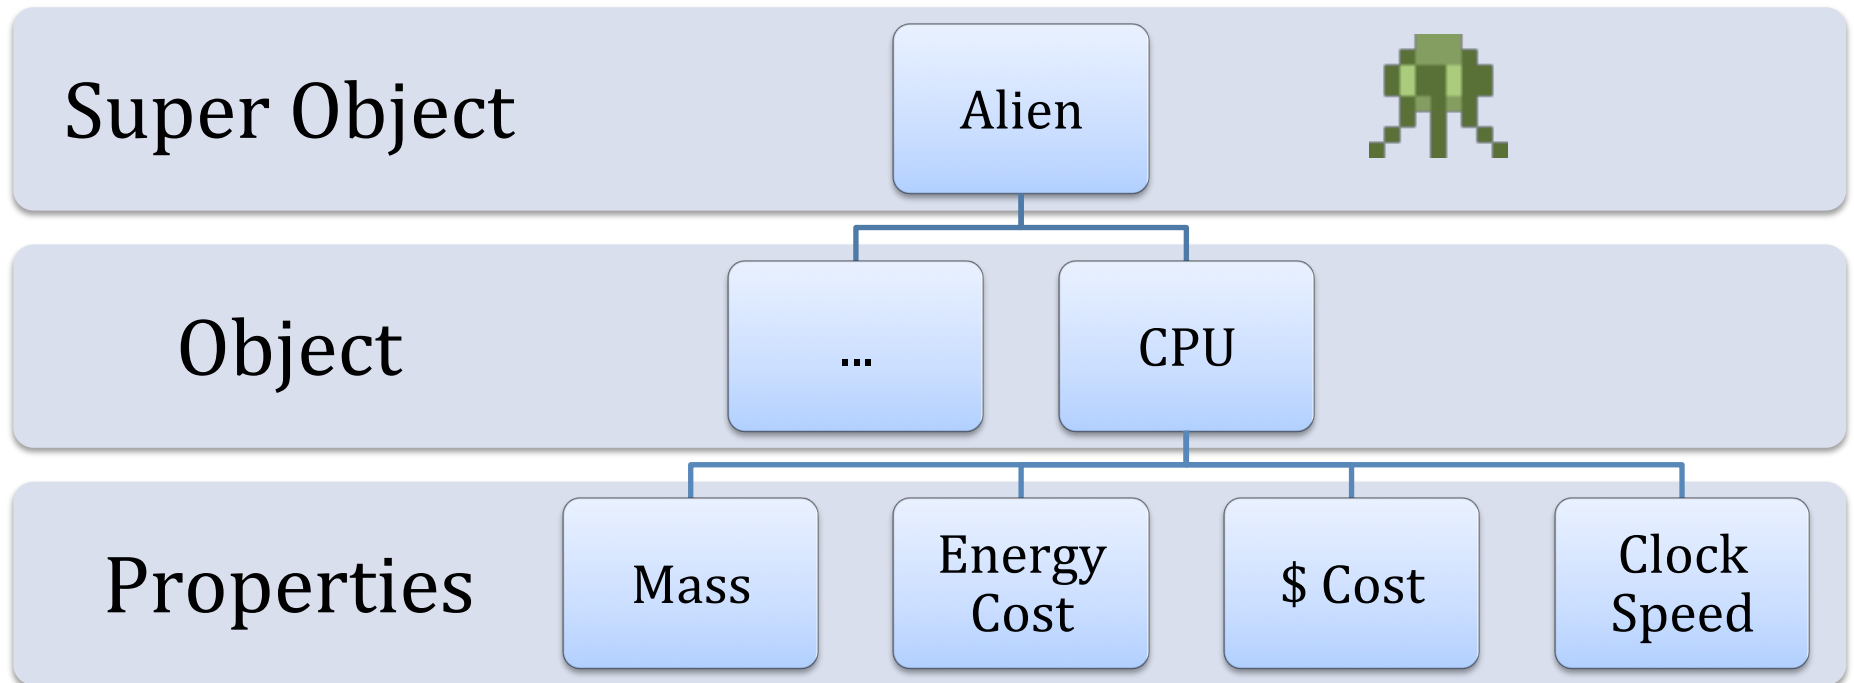 Super Object
Alien
Object
...
CPU
Properties
Mass
Energy
Cost
$ Cost
Clock
Speed